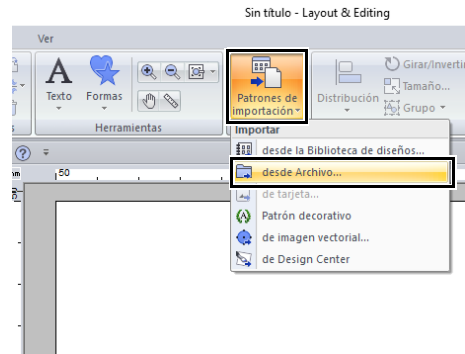 Sin título - Layout & Editing
Ver
Texto
Formas
Patrones de
importación
Distribución
Girar/Invertir
Tamaño...
Grupo
Herramientas
Importar
desde la Biblioteca de diseños...
desde Archivo...
de tarjeta...
Patrón decorativo
de imagen vectorial...
de Design Center
50